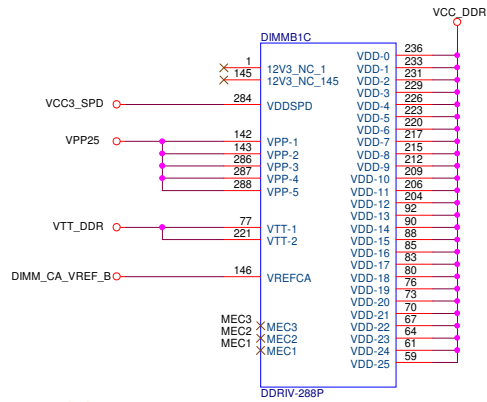 VCC_DDR
DIMMB1C
1 12V3_NC_1
145 12V3_NC_145
VCC3_SPD 284 VDDSPD
VPP25 142 VPP-1
143 VPP-2
286 VPP-3
287 VPP-4
288 VPP-5
VTT_DDR 77 VTT-1
221 VTT-2
DIMM_CA_VREF_B 146 VREFCA
MEC3 MEC3
MEC2 MEC2
MEC1 MEC1
VDD-0 236
VDD-1 233
VDD-2 231
VDD-3 229
VDD-4 226
VDD-5 223
VDD-6 220
VDD-7 217
VDD-8 215
VDD-9 212
VDD-10 209
VDD-11 206
VDD-12 204
VDD-13 92
VDD-14 90
VDD-15 88
VDD-16 85
VDD-17 83
VDD-18 80
VDD-19 76
VDD-20 73
VDD-21 70
VDD-22 67
VDD-23 64
VDD-24 61
VDD-25 59
DDRIV-288P